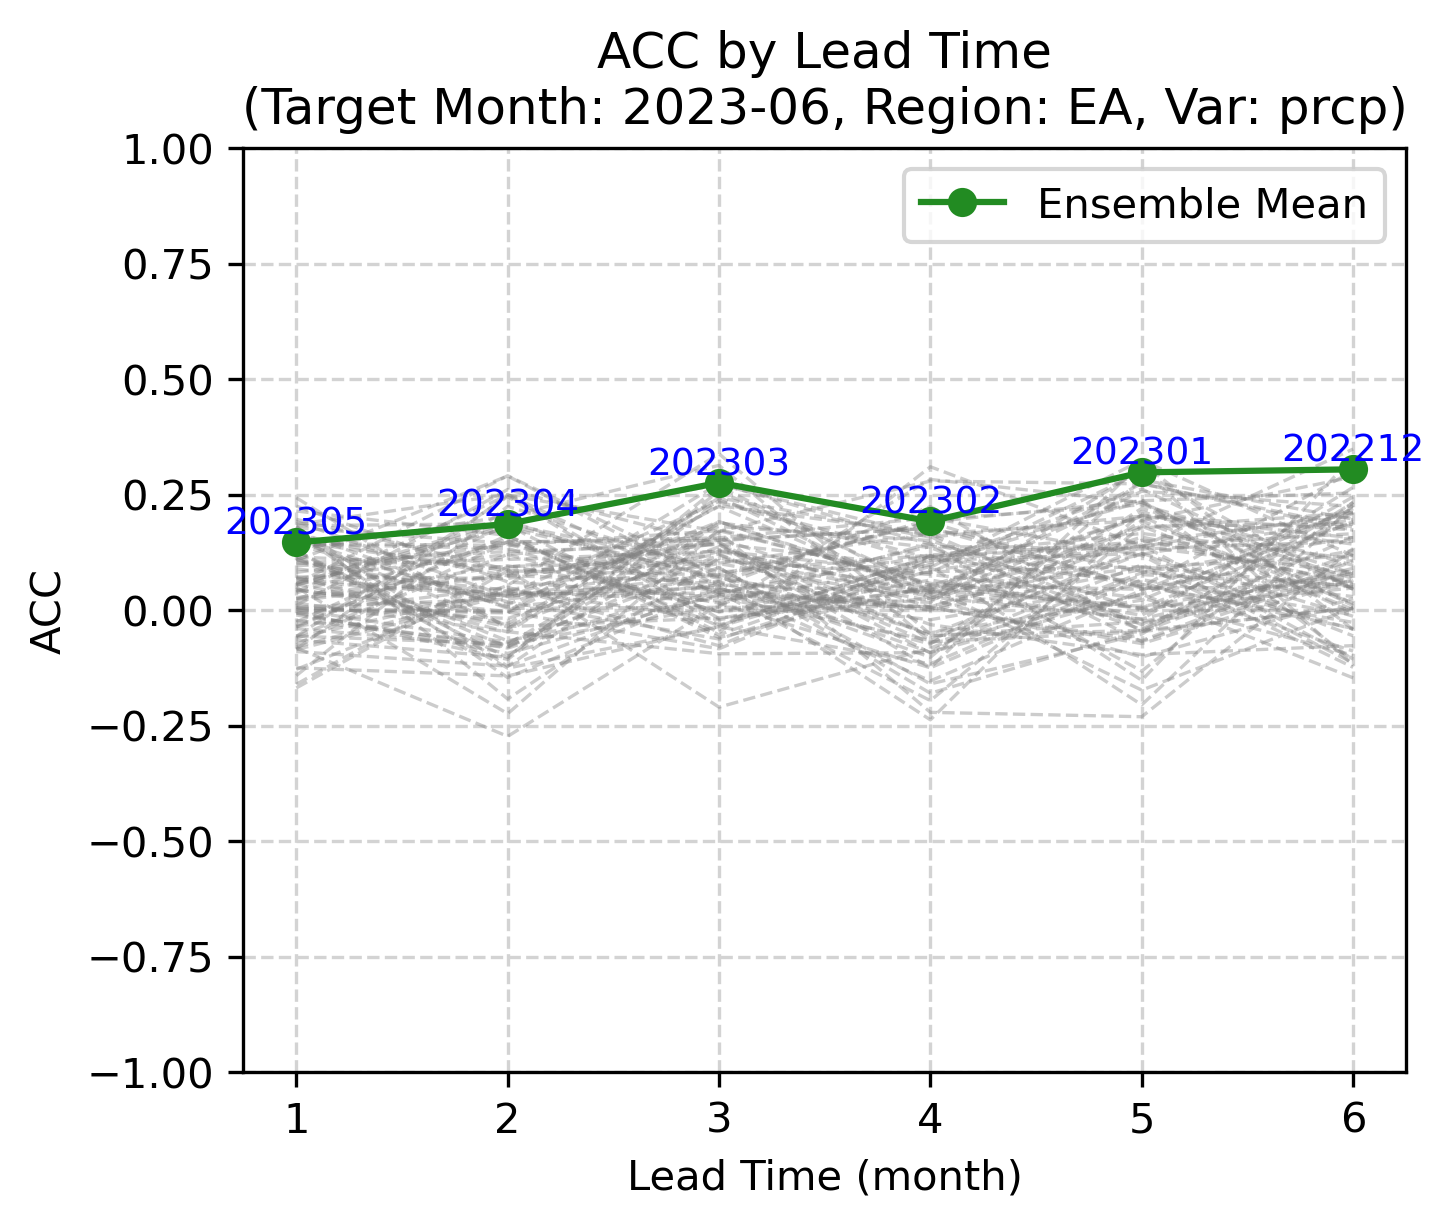 ACC by Lead Time
(Target Month: 2023-06, Region: EA, Var: prcp)
Ensemble Mean
1.00
0.75
0.50
0.25
0.00
−0.25
−0.50
−0.75
−1.00
ACC
202305
202304
202303
202302
202301
202212
1 2 3 4 5 6
Lead Time (month)